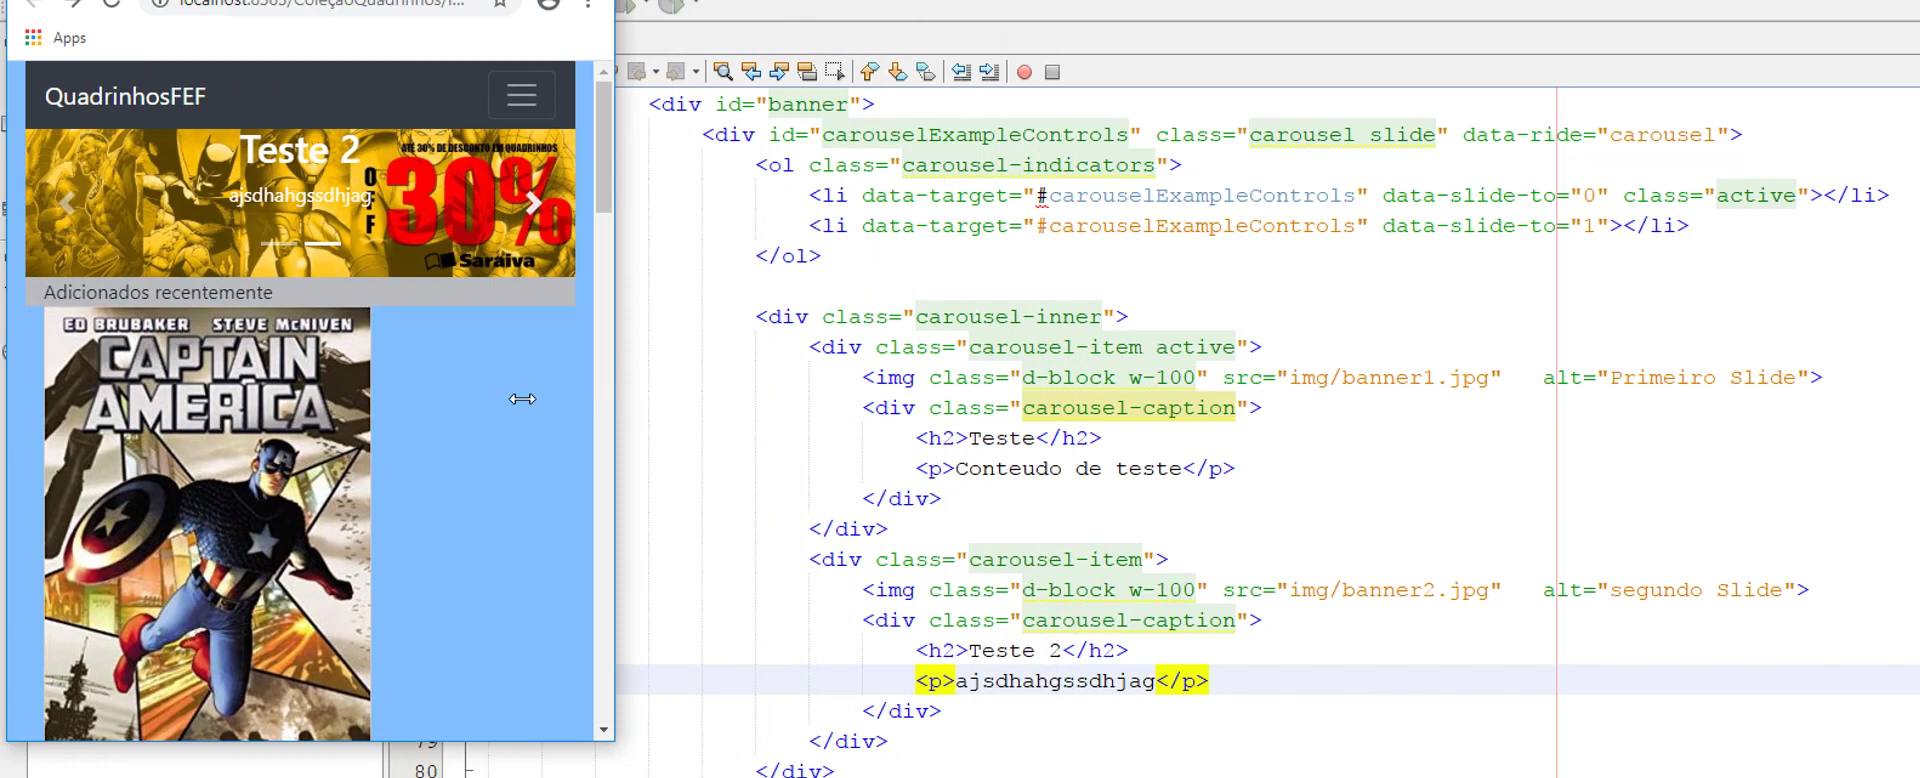 Apps
QuadrinhosFEF
Teste 2
ajsdhahgssdhjag
ATÉ 30% DE DESCONTO EM QUADRINHOS
30%
OFF
Saraiva
Adicionados recentemente
ED BRUBAKER STEVE McNIVEN
CAPTAIN
AMERICA
<div id="banner">
<div id="carouselExampleControls" class="carousel slide" data-ride="carousel">
<ol class="carousel-indicators">
<li data-target="#carouselExampleControls" data-slide-to="0" class="active"></li>
<li data-target="#carouselExampleControls" data-slide-to="1"></li>
</ol>
<div class="carousel-inner">
<div class="carousel-item active">
<img class="d-block w-100" src="img/banner1.jpg" alt="Primeiro Slide">
<div class="carousel-caption">
<h2>Teste</h2>
<p>Conteudo de teste</p>
</div>
</div>
<div class="carousel-item">
<img class="d-block w-100" src="img/banner2.jpg" alt="segundo Slide">
<div class="carousel-caption">
<h2>Teste 2</h2>
<p>ajsdhahgssdhjag</p>
</div>
</div>
79
80
</div>